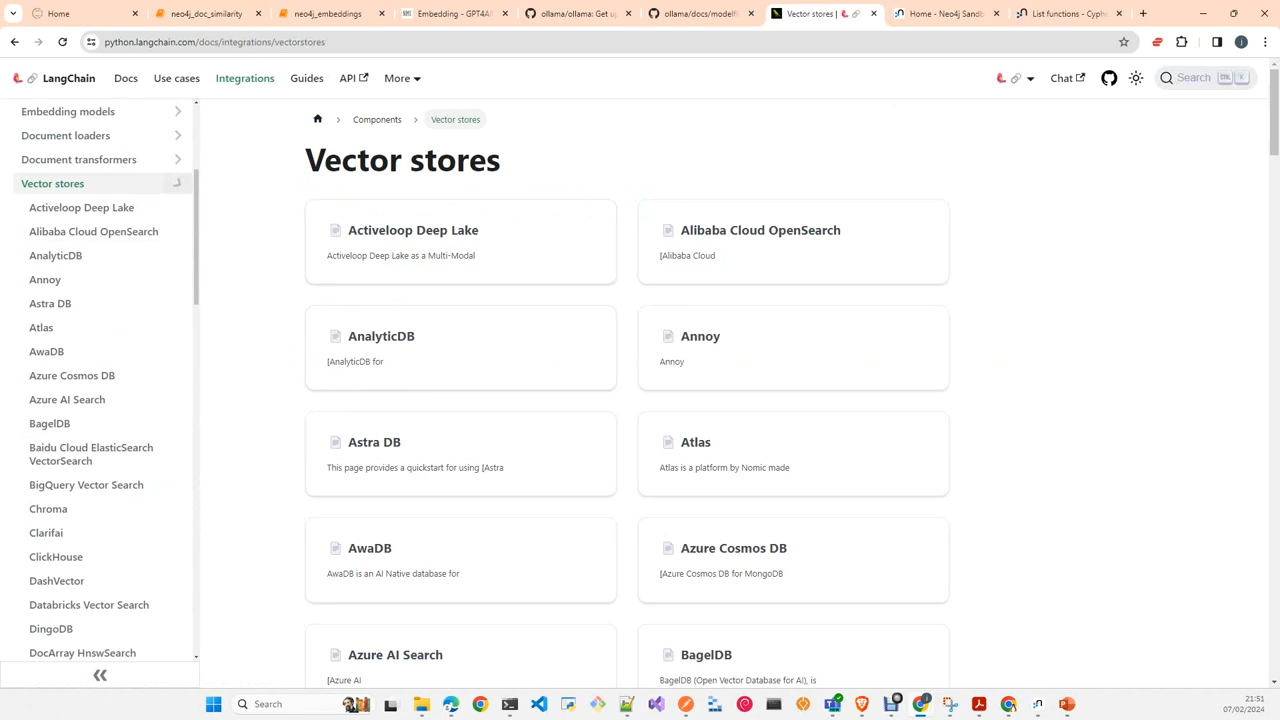 Home
neo4j_doc_similarity
neo4j_embeddings
Embedding - GPT4Al
ollama/ollama: Get up
ollama/docs/modelfi
Vector stores |
Home - Neo4j Sandb
List functions - Cyphe
python.langchain.com/docs/integrations/vectorstores
LangChain
Docs
Use cases
Integrations
Guides
API
More
Chat
Search
K
Embedding models
Document loaders
Document transformers
Vector stores
Activeloop Deep Lake
Alibaba Cloud OpenSearch
AnalyticDB
Annoy
Astra DB
Atlas
AwaDB
Azure Cosmos DB
Azure AI Search
BagelDB
Baidu Cloud ElasticSearch
VectorSearch
BigQuery Vector Search
Chroma
Clarifai
ClickHouse
DashVector
Databricks Vector Search
DingoDB
DocArray HnswSearch
Components
Vector stores
Vector stores
Activeloop Deep Lake
Activeloop Deep Lake as a Multi-Modal
Alibaba Cloud OpenSearch
[Alibaba Cloud
AnalyticDB
[AnalyticDB for
Annoy
Annoy
Astra DB
This page provides a quickstart for using [Astra
Atlas
Atlas is a platform by Nomic made
AwaDB
AwaDB is an AI Native database for
Azure Cosmos DB
[Azure Cosmos DB for MongoDB
Azure AI Search
[Azure AI
BagelDB
BagelDB (Open Vector Database for AI), is
Search
21:51
07/02/2024